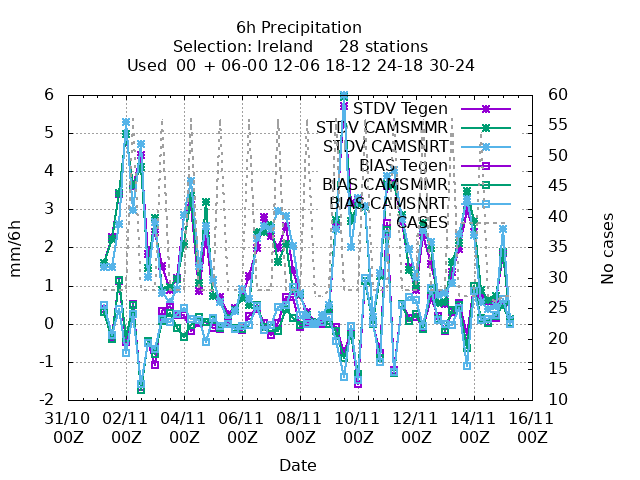 6h Precipitation
Selection: Ireland     28 stations
Used  00 + 06-00 12-06 18-12 24-18 30-24
mm/6h
No cases
6
5
4
3
2
1
0
-1
-2
60
55
50
45
40
35
30
25
20
15
10
STDV Tegen
STDV CAMSMMR
STDV CAMSNRT
BIAS Tegen
BIAS CAMSMMR
BIAS CAMSNRT
CASES
31/10 02/11 04/11 06/11 08/11 10/11 12/11 14/11 16/11
00Z 00Z 00Z 00Z 00Z 00Z 00Z 00Z 00Z
Date